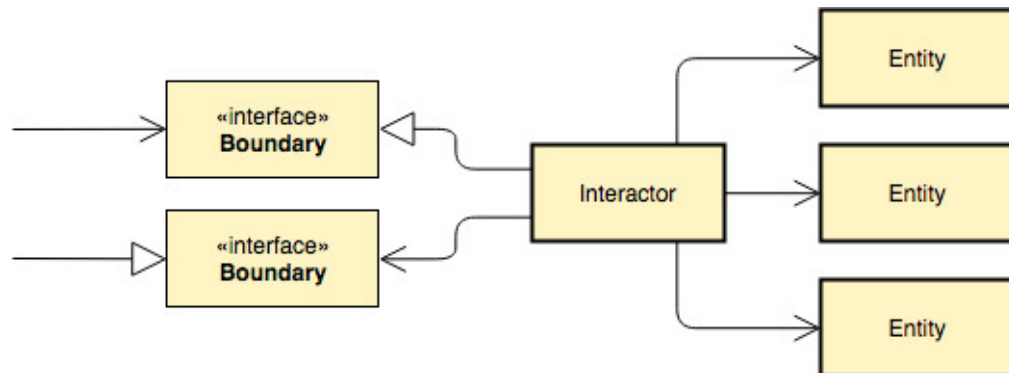 «interface»
Boundary
«interface»
Boundary
Interactor
Entity
Entity
Entity